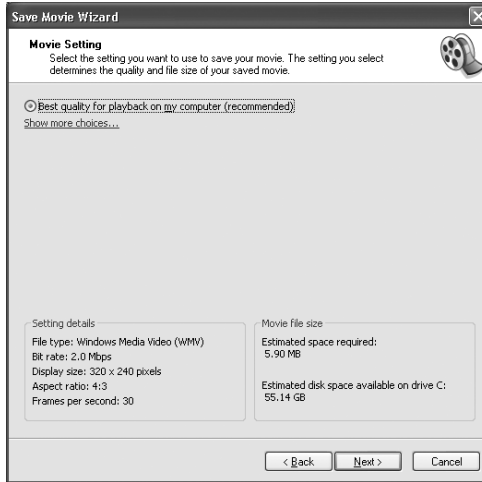 Save Movie Wizard
Movie Setting
Select the setting you want to use to save your movie. The setting you select
determines the quality and file size of your saved movie.
Best quality for playback on my computer (recommended)
Show more choices...
Setting details
File type: Windows Media Video (WMV)
Bit rate: 2.0 Mbps
Display size: 320 x 240 pixels
Aspect ratio: 4:3
Frames per second: 30
Movie file size
Estimated space required:
5.90 MB
Estimated disk space available on drive C:
55.14 GB
< Back
Next >
Cancel